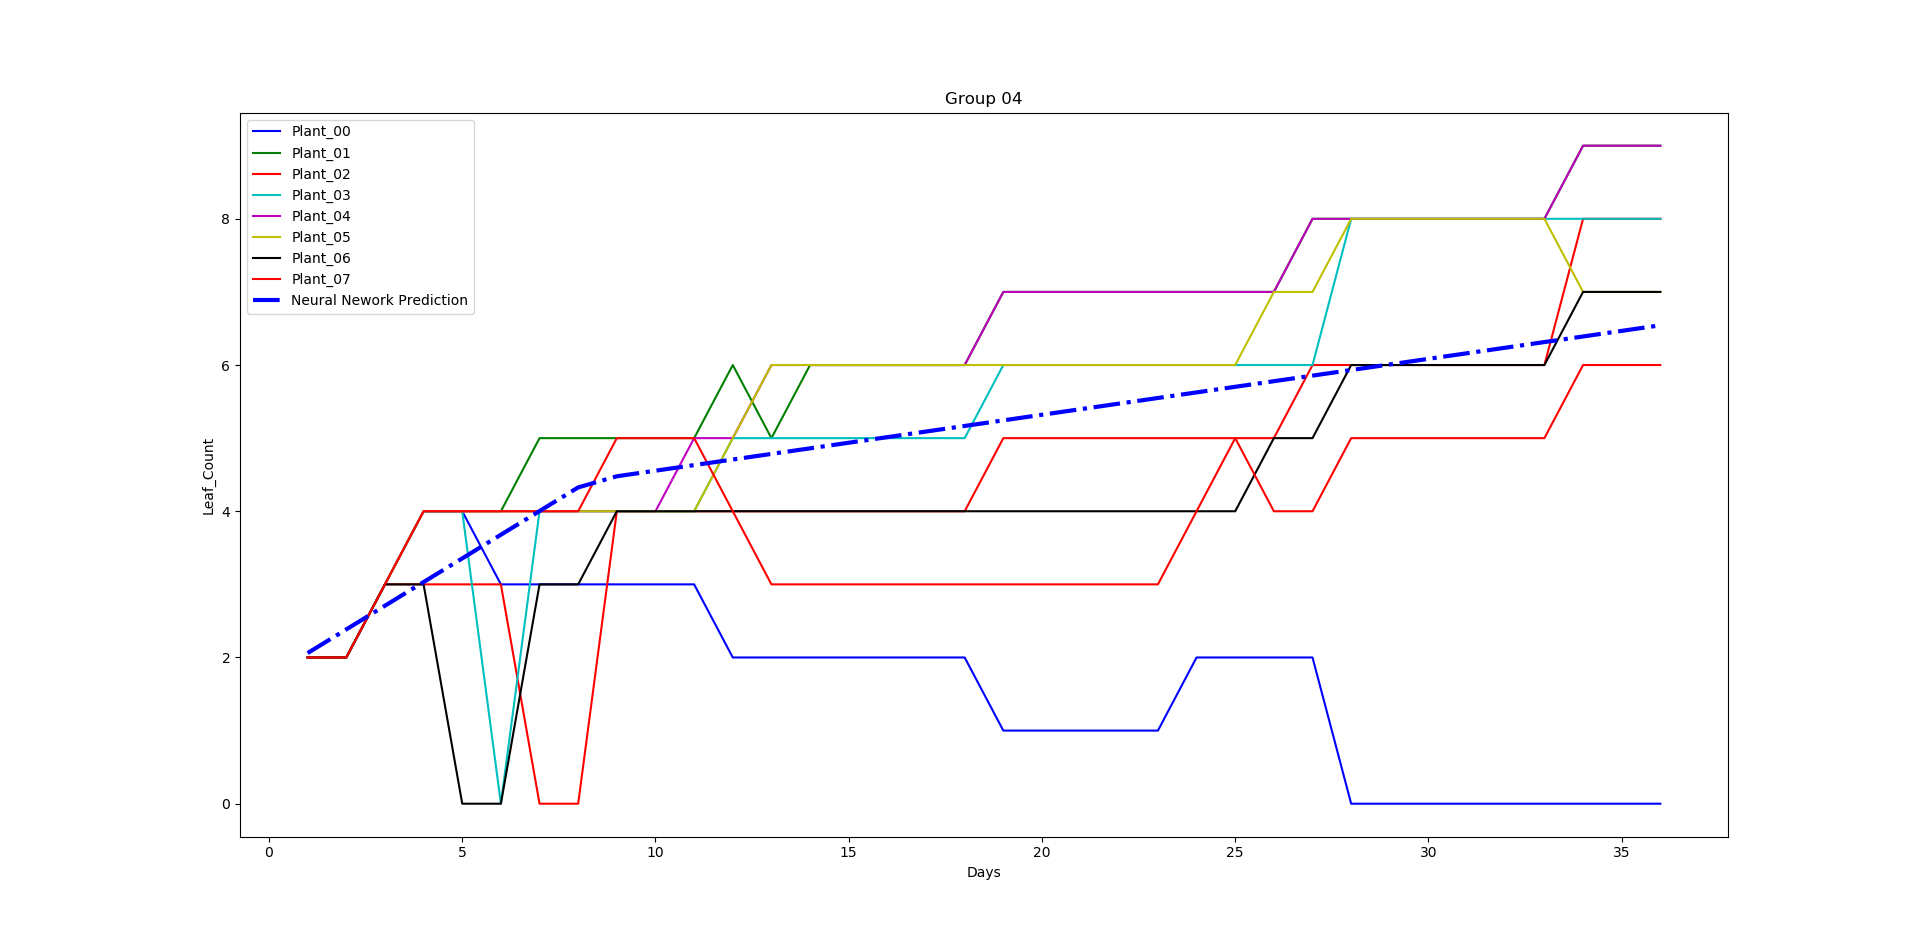 Group 04
Plant_00
Plant_01
Plant_02
Plant_03
Plant_04
Plant_05
Plant_06
Plant_07
Neural Nework Prediction
Leaf_Count
8
6
4
2
0
0 5 10 15 20 25 30 35
Days